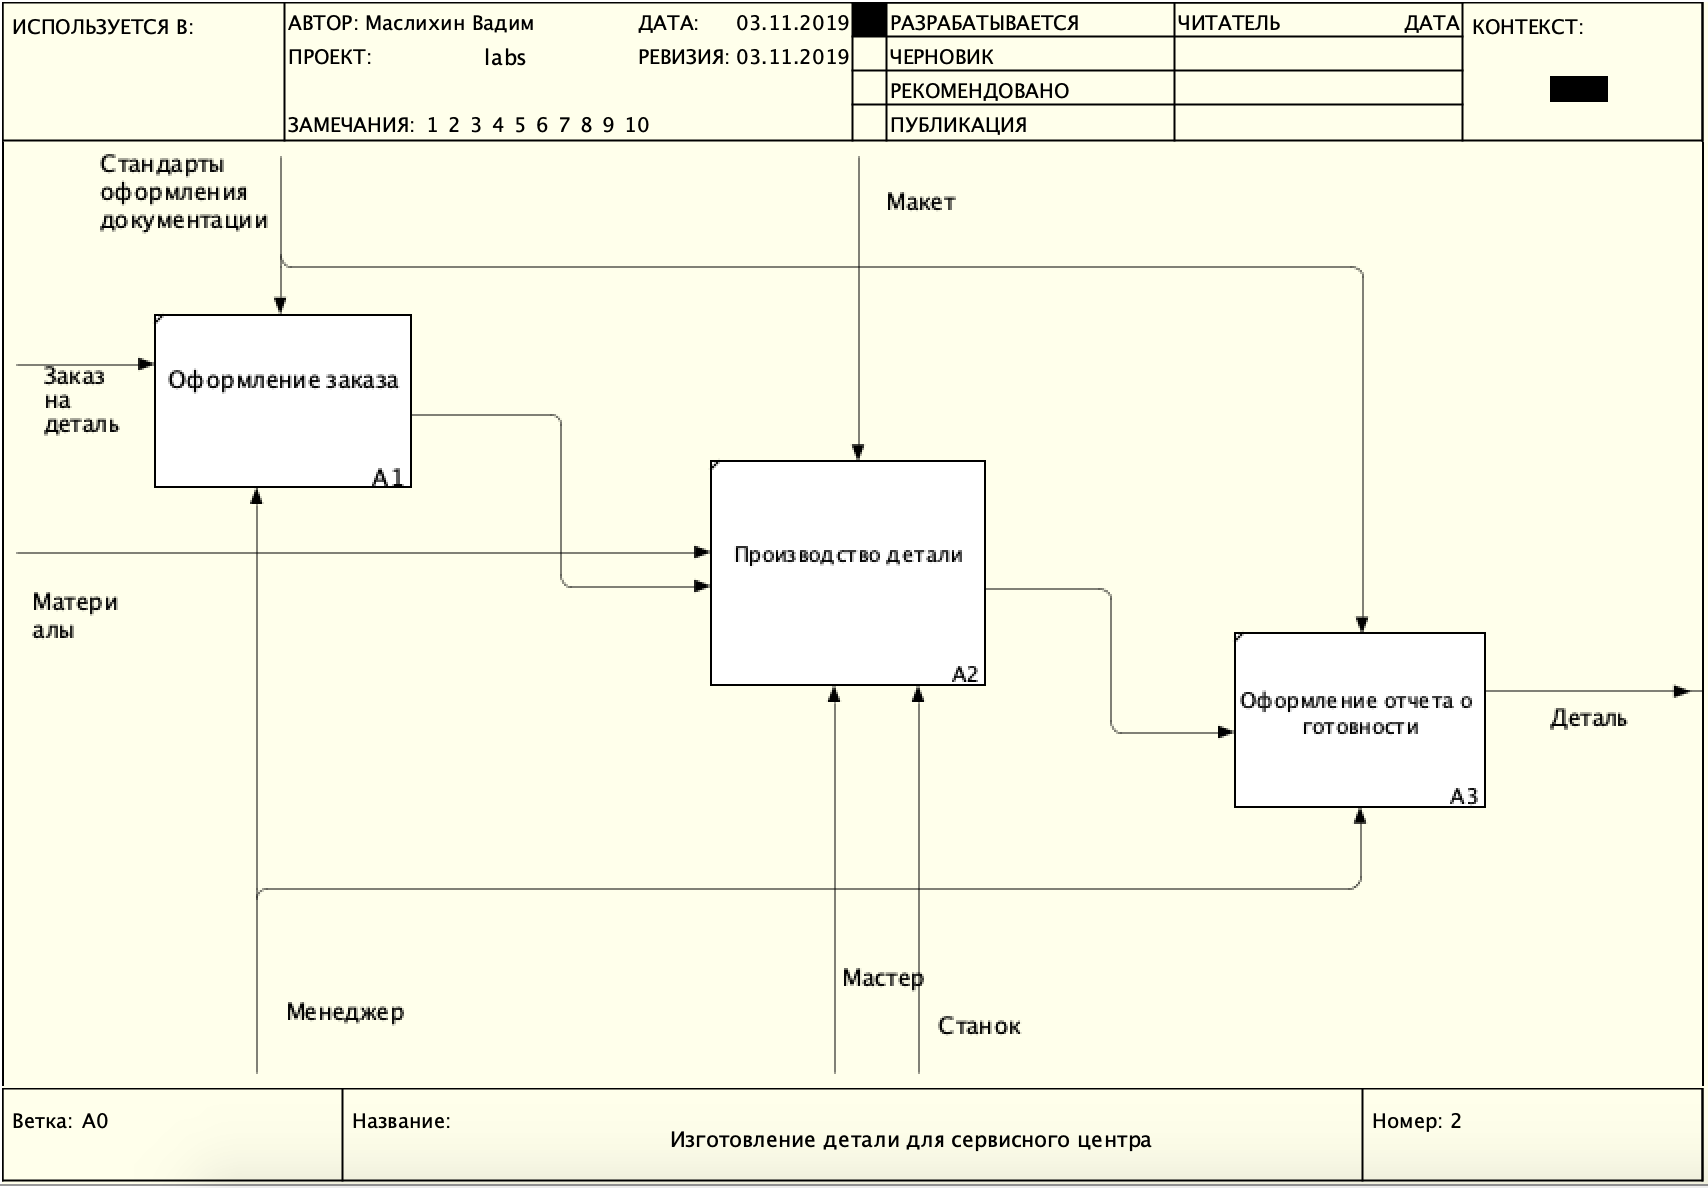 ИСПОЛЬЗУЕТСЯ В:
АВТОР: Маслихин Вадим
ДАТА: 03.11.2019
ПРОЕКТ: labs
РЕВИЗИЯ: 03.11.2019
ЗАМЕЧАНИЯ: 1 2 3 4 5 6 7 8 9 10
РАЗРАБАТЫВАЕТСЯ
ЧЕРНОВИК
РЕКОМЕНДОВАНО
ПУБЛИКАЦИЯ
ЧИТАТЕЛЬ ДАТА
КОНТЕКСТ:
Стандарты
оформления
документации
Макет
Заказ
на
деталь
Оформление заказа
A1
Матери
алы
Производство детали
A2
Оформление отчета о
готовности
A3
Деталь
Менеджер
Мастер
Станок
Ветка: A0
Название:
Изготовление детали для сервисного центра
Номер: 2